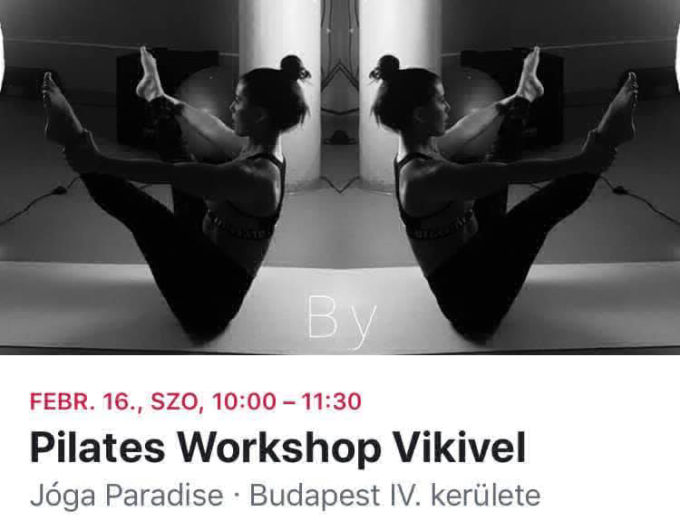 By
FEBR. 16., SZO, 10:00 – 11:30
Pilates Workshop Vikivel
Jóga Paradise · Budapest IV. kerülete